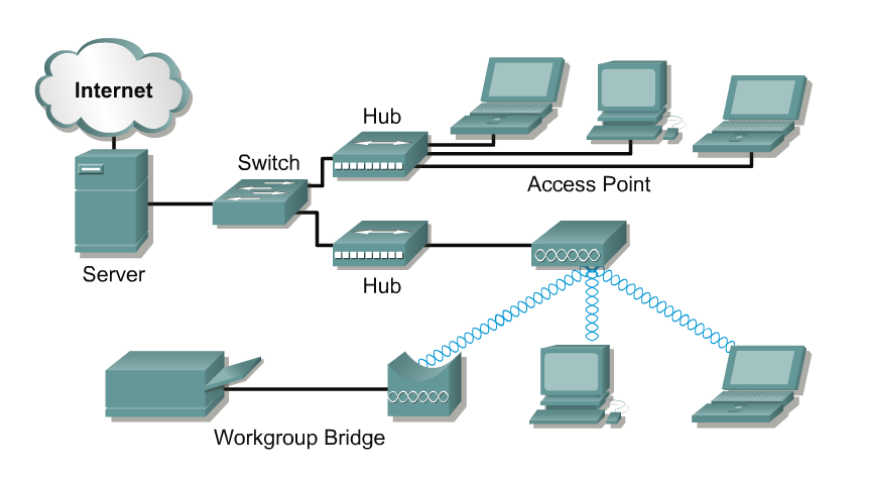 Internet
Hub
Switch
Access Point
Server
Hub
Workgroup Bridge